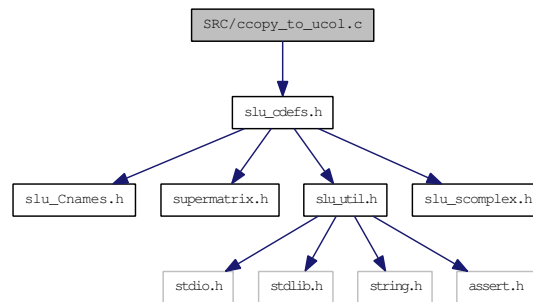 SRC/ccopy_to_ucol.c
slu_cdefs.h
slu_Cnames.h
supermatrix.h
slu_util.h
slu_scomplex.h
stdio.h
stdlib.h
string.h
assert.h